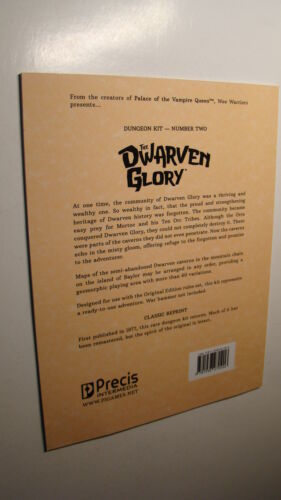 From the creators of Palace of the Vampire Queen™, Wee Warriors
presents...
DUNGEON KIT — NUMBER TWO
THE
DWARVEN
GLORY™
At one time, the community of Dwarven Glory was a thriving and
wealthy one. So wealthy in fact, that the proud and strengthening
heritage of Dwarven history was forgotten. The community became
easy prey for Mortoc and his Ten Orc Tribes. Although the Orcs
conquered Dwarven Glory, they could not completely destroy it. There
were parts of the caverns they did not even penetrate. Now the caverns
echo in the misty gloom, offering refuge to the forgotten and promise
to the adventurer.
Maps of the semi-abandoned Dwarven caverns in the mountain chain
on the island of Baylor may be arranged in any order, providing a
geomorphic playing area with more than 60 variations.
Designed for use with the Original Edition rules set, this kit represents
a ready-to-use adventure. War hammer not included.
CLASSIC REPRINT
First published in 1977, this rare dungeon kit returns. Much of it has
been remastered, but the spirit of the original is intact.
Precis
INTERMEDIA
WWW.PIGAMES.NET